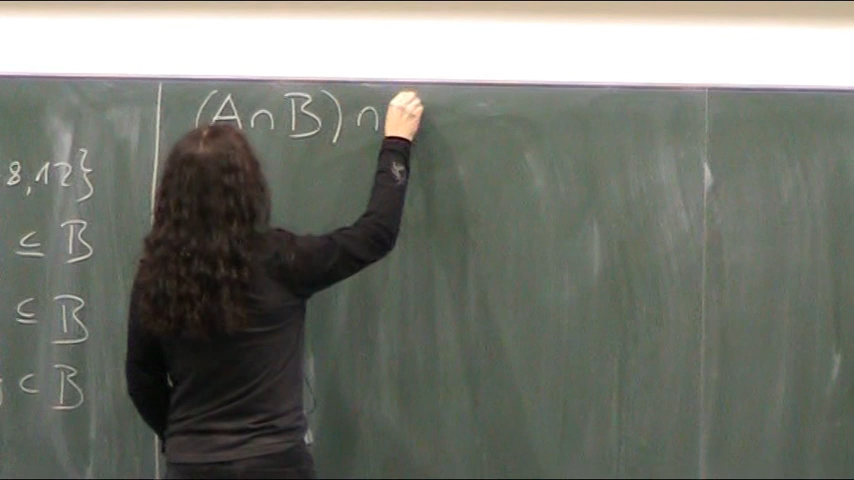 8,12}
⊆ B
⊆ B
⊂ B
(A∩B)∩